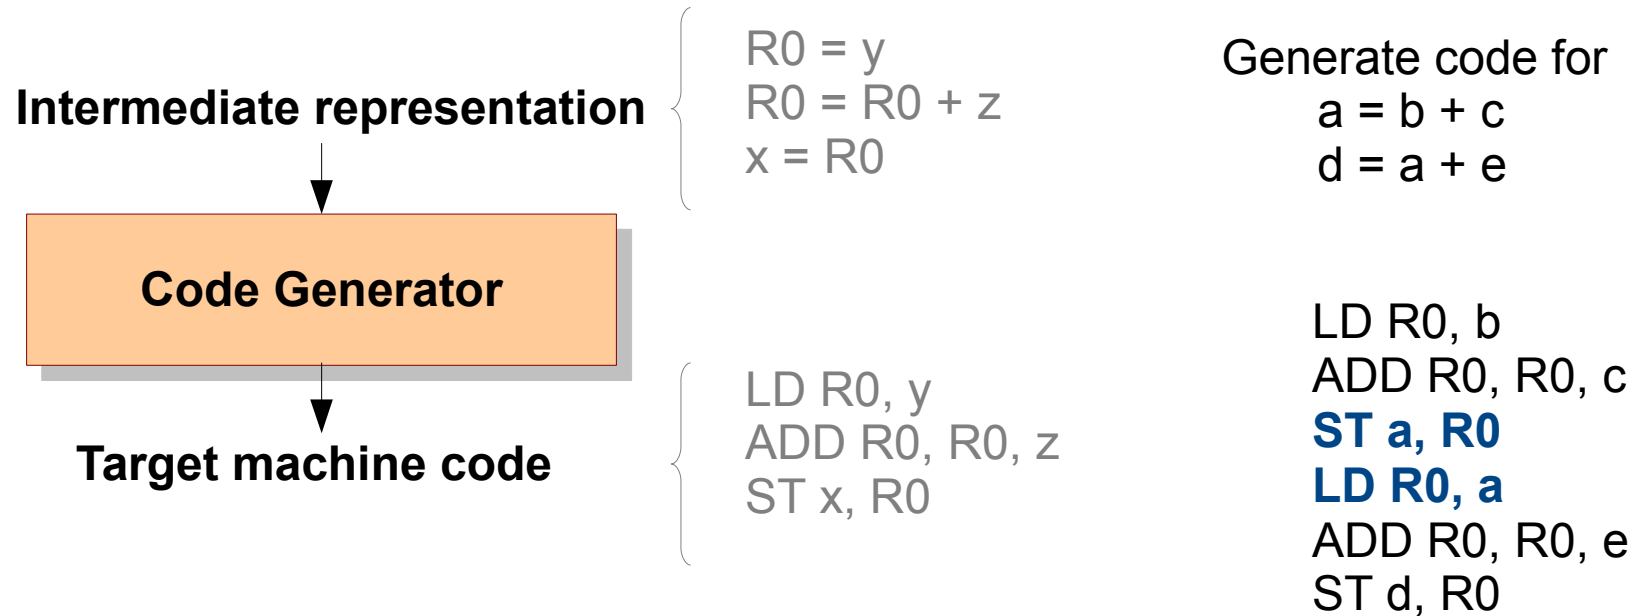 Intermediate representation
Code Generator
Target machine code
R0 = y
R0 = R0 + z
x = R0
LD R0, y
ADD R0, R0, z
ST x, R0
Generate code for
a = b + c
d = a + e
LD R0, b
ADD R0, R0, c
ST a, R0
LD R0, a
ADD R0, R0, e
ST d, R0